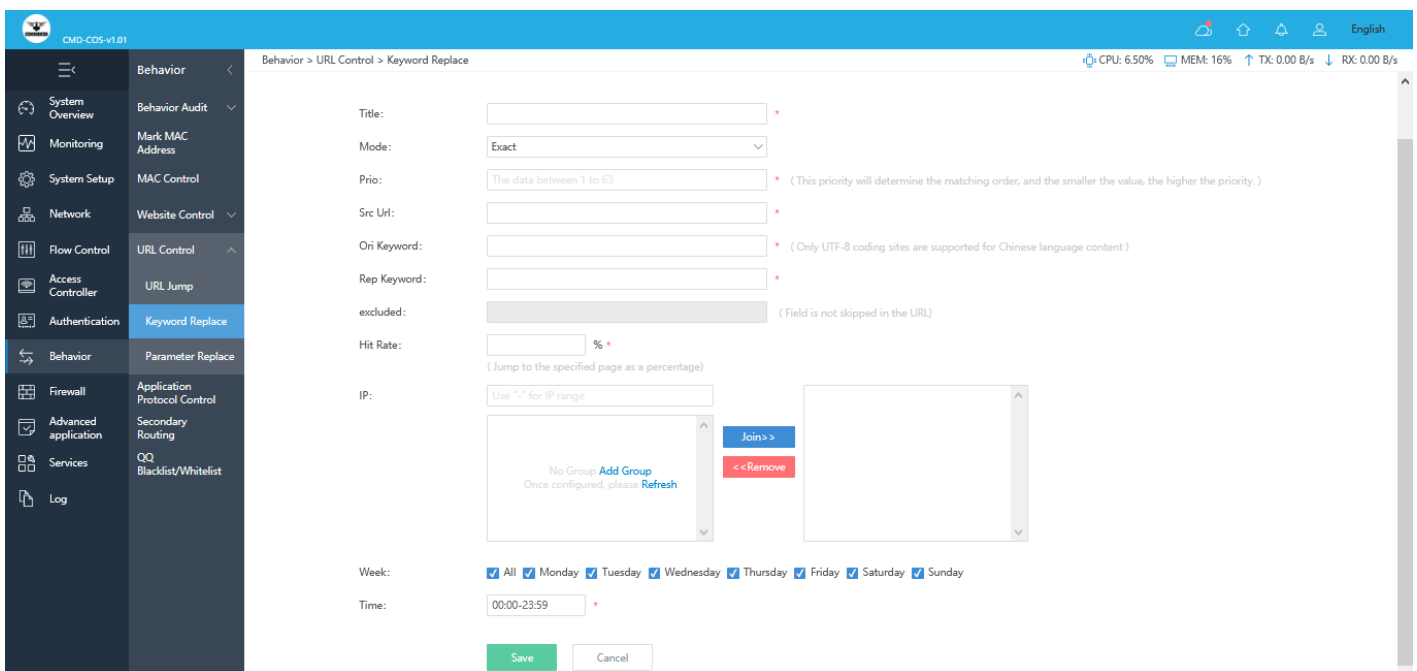 COMMANDO
CMD-COS-v1.01
English
Behavior
Behavior > URL Control > Keyword Replace
CPU: 6.50%
MEM: 16%
TX: 0.00 B/s
RX: 0.00 B/s
System
Overview
Monitoring
System Setup
Network
Flow Control
Access
Controller
Authentication
Behavior
Firewall
Advanced
application
Services
Log
Behavior Audit
Mark MAC
Address
MAC Control
Website Control
URL Control
URL Jump
Keyword Replace
Parameter Replace
Application
Protocol Control
Secondary
Routing
QQ
Blacklist/Whitelist
Title:
*
Mode:
Exact
Prio:
The data between 1 to 63
* ( This priority will determine the matching order, and the smaller the value, the higher the priority. )
Src Url:
*
Ori Keyword:
* ( Only UTF-8 coding sites are supported for Chinese language content )
Rep Keyword:
*
excluded:
( Field is not skipped in the URL)
Hit Rate:
% *
( Jump to the specified page as a percentage)
IP:
Use "-" for IP range
No Group Add Group
Once configured, please Refresh
Join>>
<<Remove
Week:
All Monday Tuesday Wednesday Thursday Friday Saturday Sunday
Time:
00:00-23:59
*
Save
Cancel